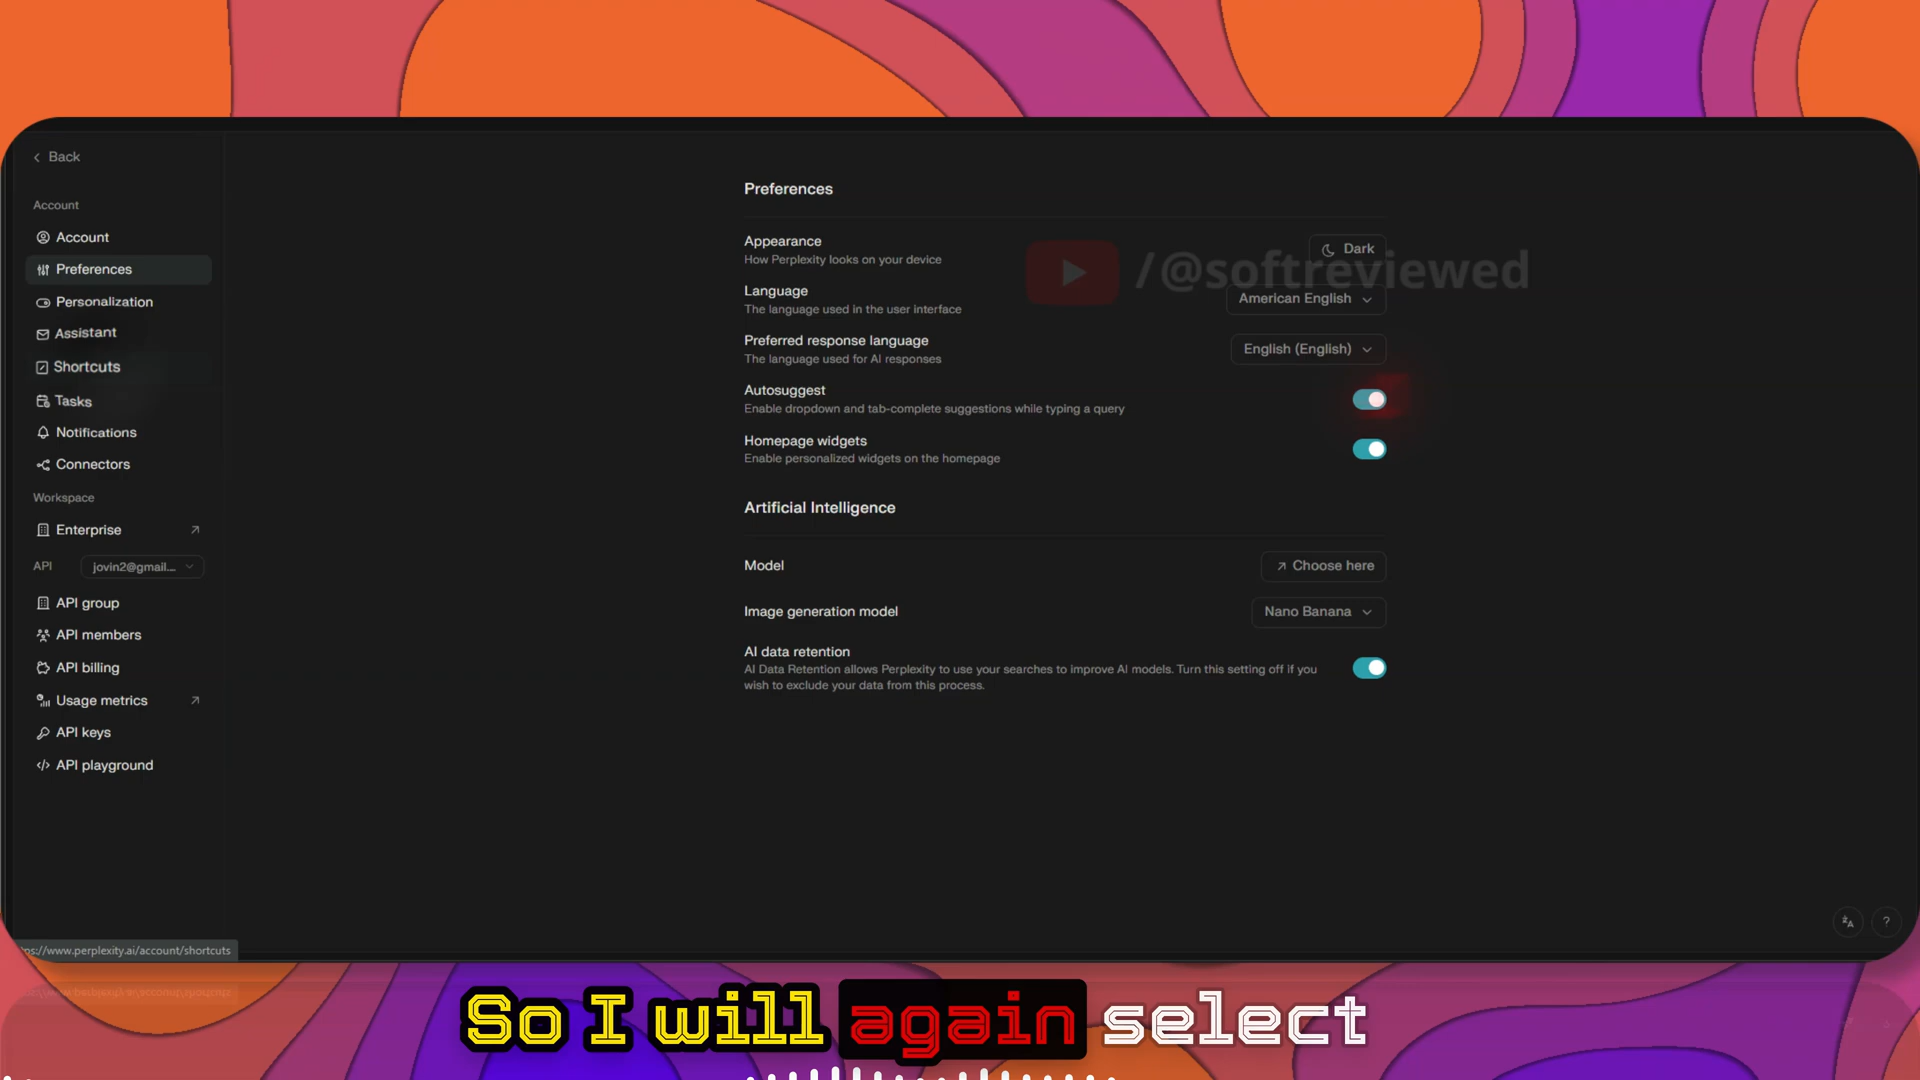 Back
Account
Account
Preferences
Personalization
Assistant
Shortcuts
Tasks
Notifications
Connectors
Workspace
Enterprise
API jovin2@gmail...
API group
API members
API billing
Usage metrics
API keys
API playground
Preferences
Appearance
How Perplexity looks on your device
Dark
/@softreviewed
Language
The language used in the user interface
American English
Preferred response language
The language used for AI responses
English (English)
Autosuggest
Enable dropdown and tab-complete suggestions while typing a query
Homepage widgets
Enable personalized widgets on the homepage
Artificial Intelligence
Model
Choose here
Image generation model
Nano Banana
AI data retention
AI Data Retention allows Perplexity to use your searches to improve AI models. Turn this setting off if you
wish to exclude your data from this process.
ps://www.perplexity.ai/account/shortcuts
So I will again select